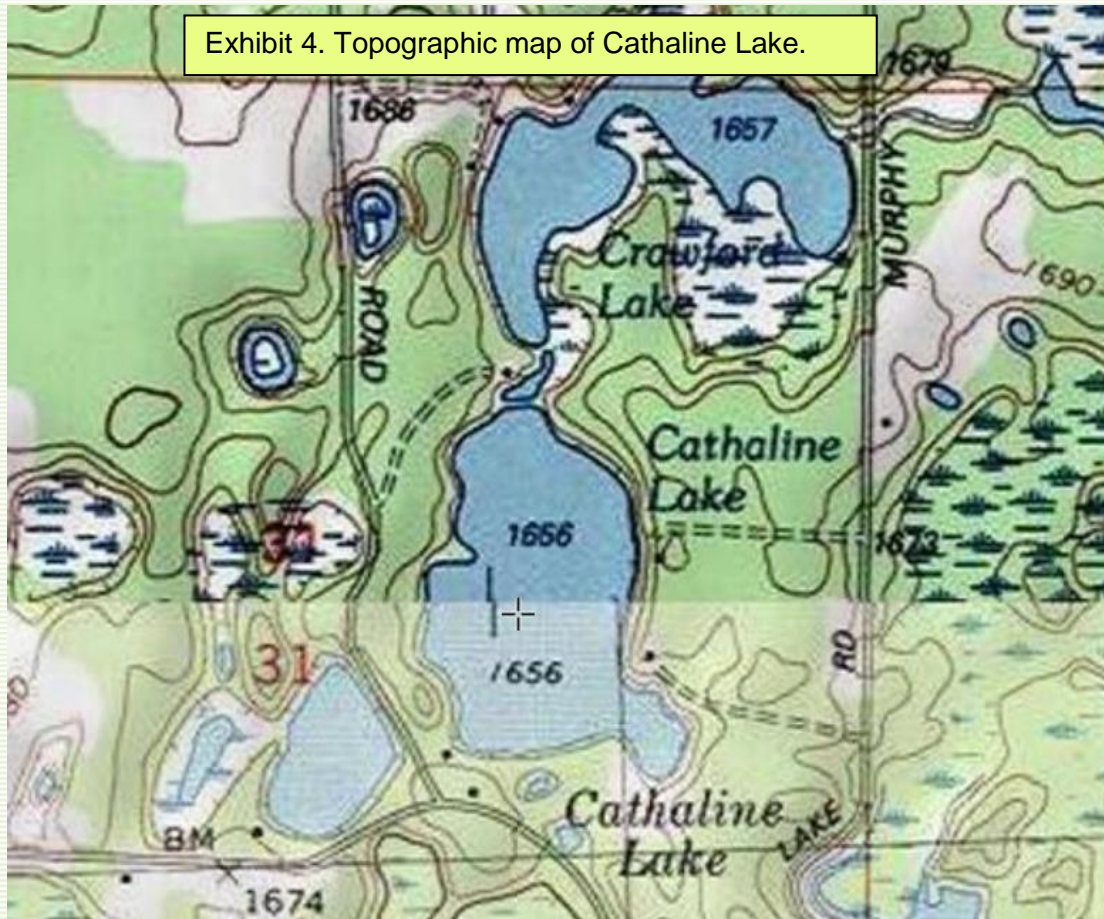 Exhibit 4. Topographic map of Cathaline Lake.
1679
1686
1657
MURPHY
Crawford
Lake
1690
ROAD
Cathaline
Lake
1656
31
1673
31
1656
RD
Cathaline
Lake
LAKE
BM
1674